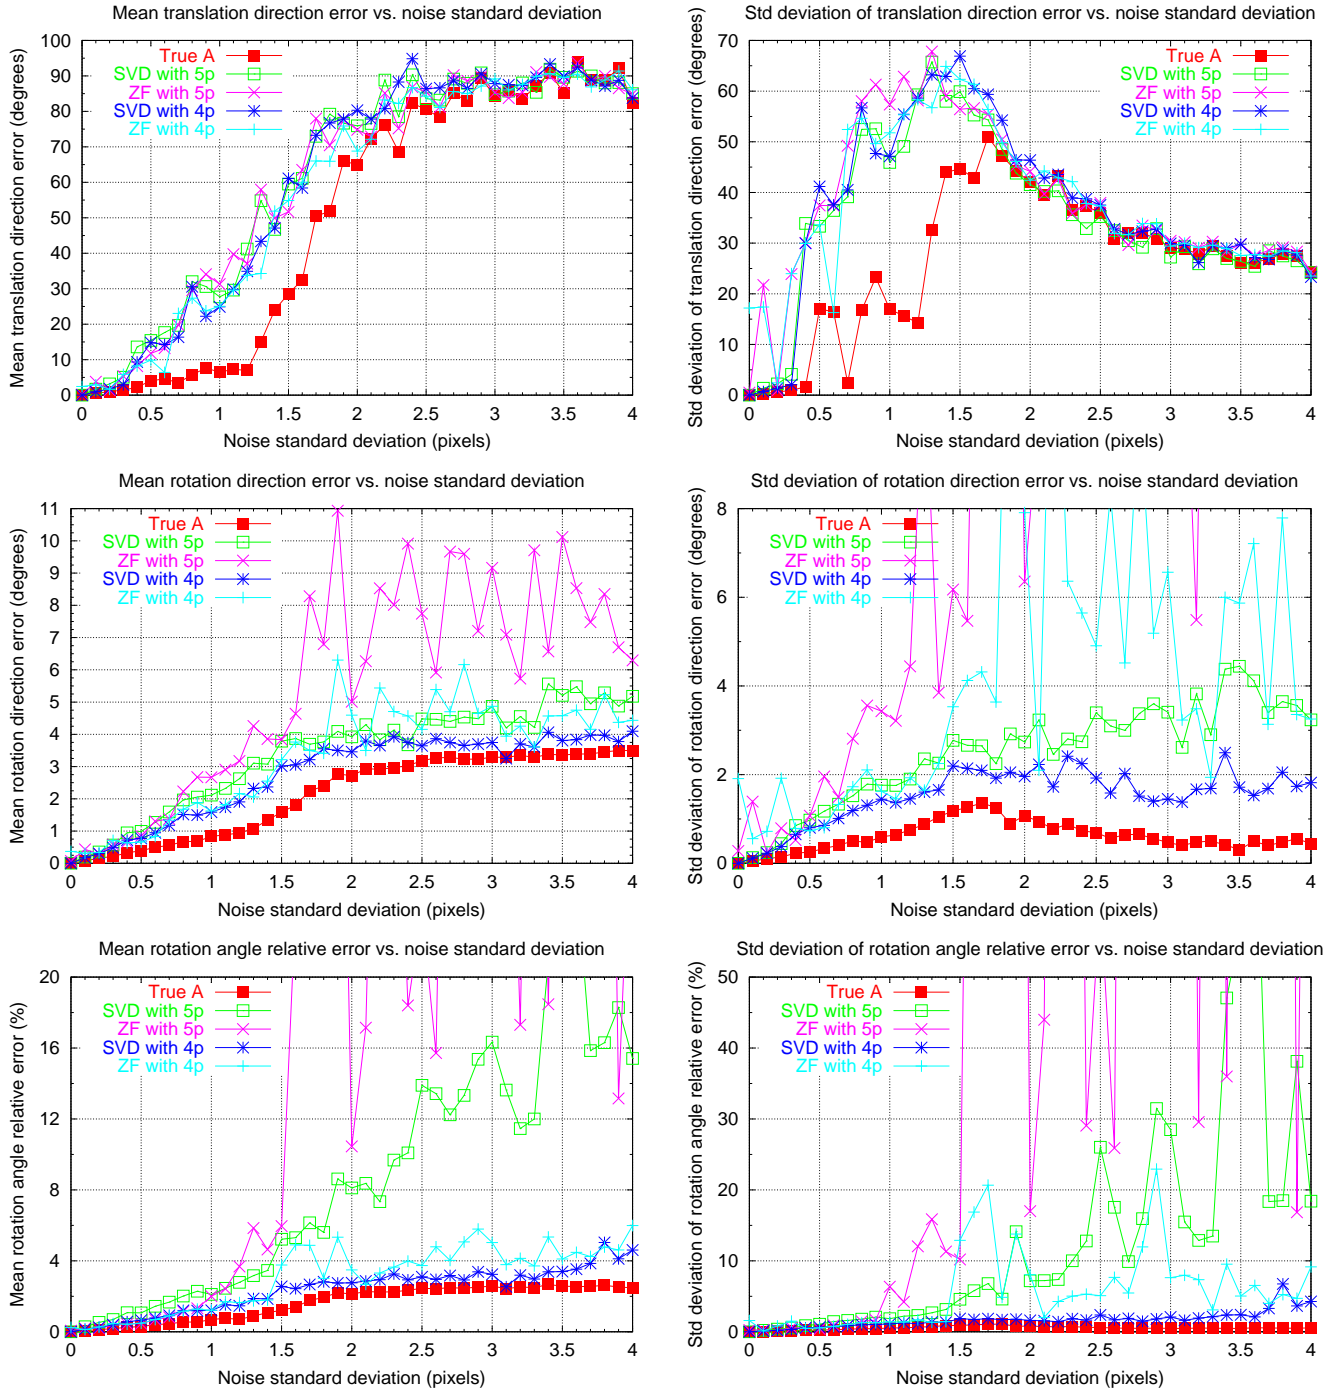 Mean translation direction error vs. noise standard deviation
Mean translation direction error (degrees)
100
90
80
70
60
50
40
30
20
10
0
True A
SVD with 5p
ZF with 5p
SVD with 4p
ZF with 4p
0 0.5 1 1.5 2 2.5 3 3.5 4
Noise standard deviation (pixels)
Std deviation of translation direction error vs. noise standard deviation
Std deviation of translation direction error (degrees)
70
60
50
40
30
20
10
0
True A
SVD with 5p
ZF with 5p
SVD with 4p
ZF with 4p
0 0.5 1 1.5 2 2.5 3 3.5 4
Noise standard deviation (pixels)
Mean rotation direction error vs. noise standard deviation
Mean rotation direction error (degrees)
11
10
9
8
7
6
5
4
3
2
1
0
True A
SVD with 5p
ZF with 5p
SVD with 4p
ZF with 4p
0 0.5 1 1.5 2 2.5 3 3.5 4
Noise standard deviation (pixels)
Std deviation of rotation direction error vs. noise standard deviation
Std deviation of rotation direction error (degrees)
8
6
4
2
0
True A
SVD with 5p
ZF with 5p
SVD with 4p
ZF with 4p
0 0.5 1 1.5 2 2.5 3 3.5 4
Noise standard deviation (pixels)
Mean rotation angle relative error vs. noise standard deviation
Mean rotation angle relative error (%)
20
16
12
8
4
0
True A
SVD with 5p
ZF with 5p
SVD with 4p
ZF with 4p
0 0.5 1 1.5 2 2.5 3 3.5 4
Noise standard deviation (pixels)
Std deviation of rotation angle relative error vs. noise standard deviation
Std deviation of rotation angle relative error (%)
50
40
30
20
10
0
True A
SVD with 5p
ZF with 5p
SVD with 4p
ZF with 4p
0 0.5 1 1.5 2 2.5 3 3.5 4
Noise standard deviation (pixels)